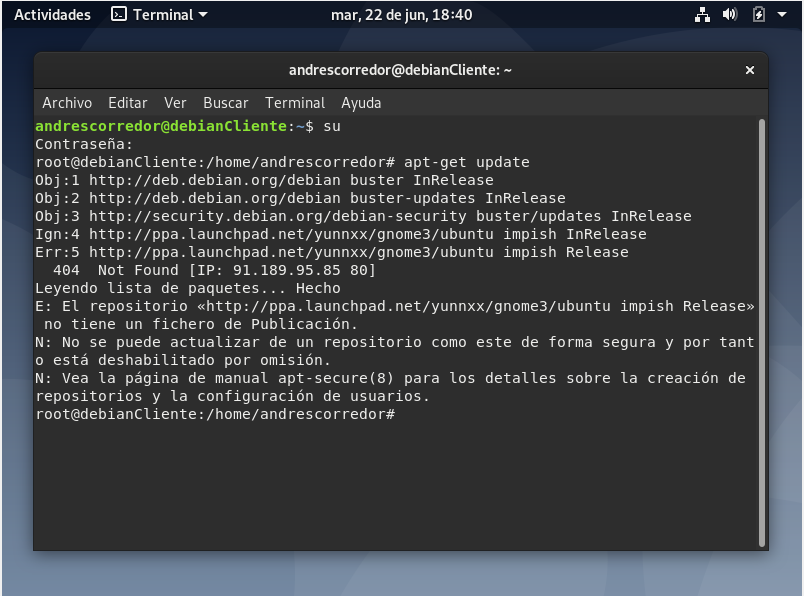 Actividades Terminal mar, 22 de jun, 18:40
andrescorredor@debianCliente: ~
Archivo Editar Ver Buscar Terminal Ayuda
andrescorredor@debianCliente:~$ su
Contraseña:
root@debianCliente:/home/andrescorredor# apt-get update
Obj:1 http://deb.debian.org/debian buster InRelease
Obj:2 http://deb.debian.org/debian buster-updates InRelease
Obj:3 http://security.debian.org/debian-security buster/updates InRelease
Ign:4 http://ppa.launchpad.net/yunnxx/gnome3/ubuntu impish InRelease
Err:5 http://ppa.launchpad.net/yunnxx/gnome3/ubuntu impish Release
  404  Not Found [IP: 91.189.95.85 80]
Leyendo lista de paquetes... Hecho
E: El repositorio «http://ppa.launchpad.net/yunnxx/gnome3/ubuntu impish Release»
 no tiene un fichero de Publicación.
N: No se puede actualizar de un repositorio como este de forma segura y por tant
o está deshabilitado por omisión.
N: Vea la página de manual apt-secure(8) para los detalles sobre la creación de
repositorios y la configuración de usuarios.
root@debianCliente:/home/andrescorredor#